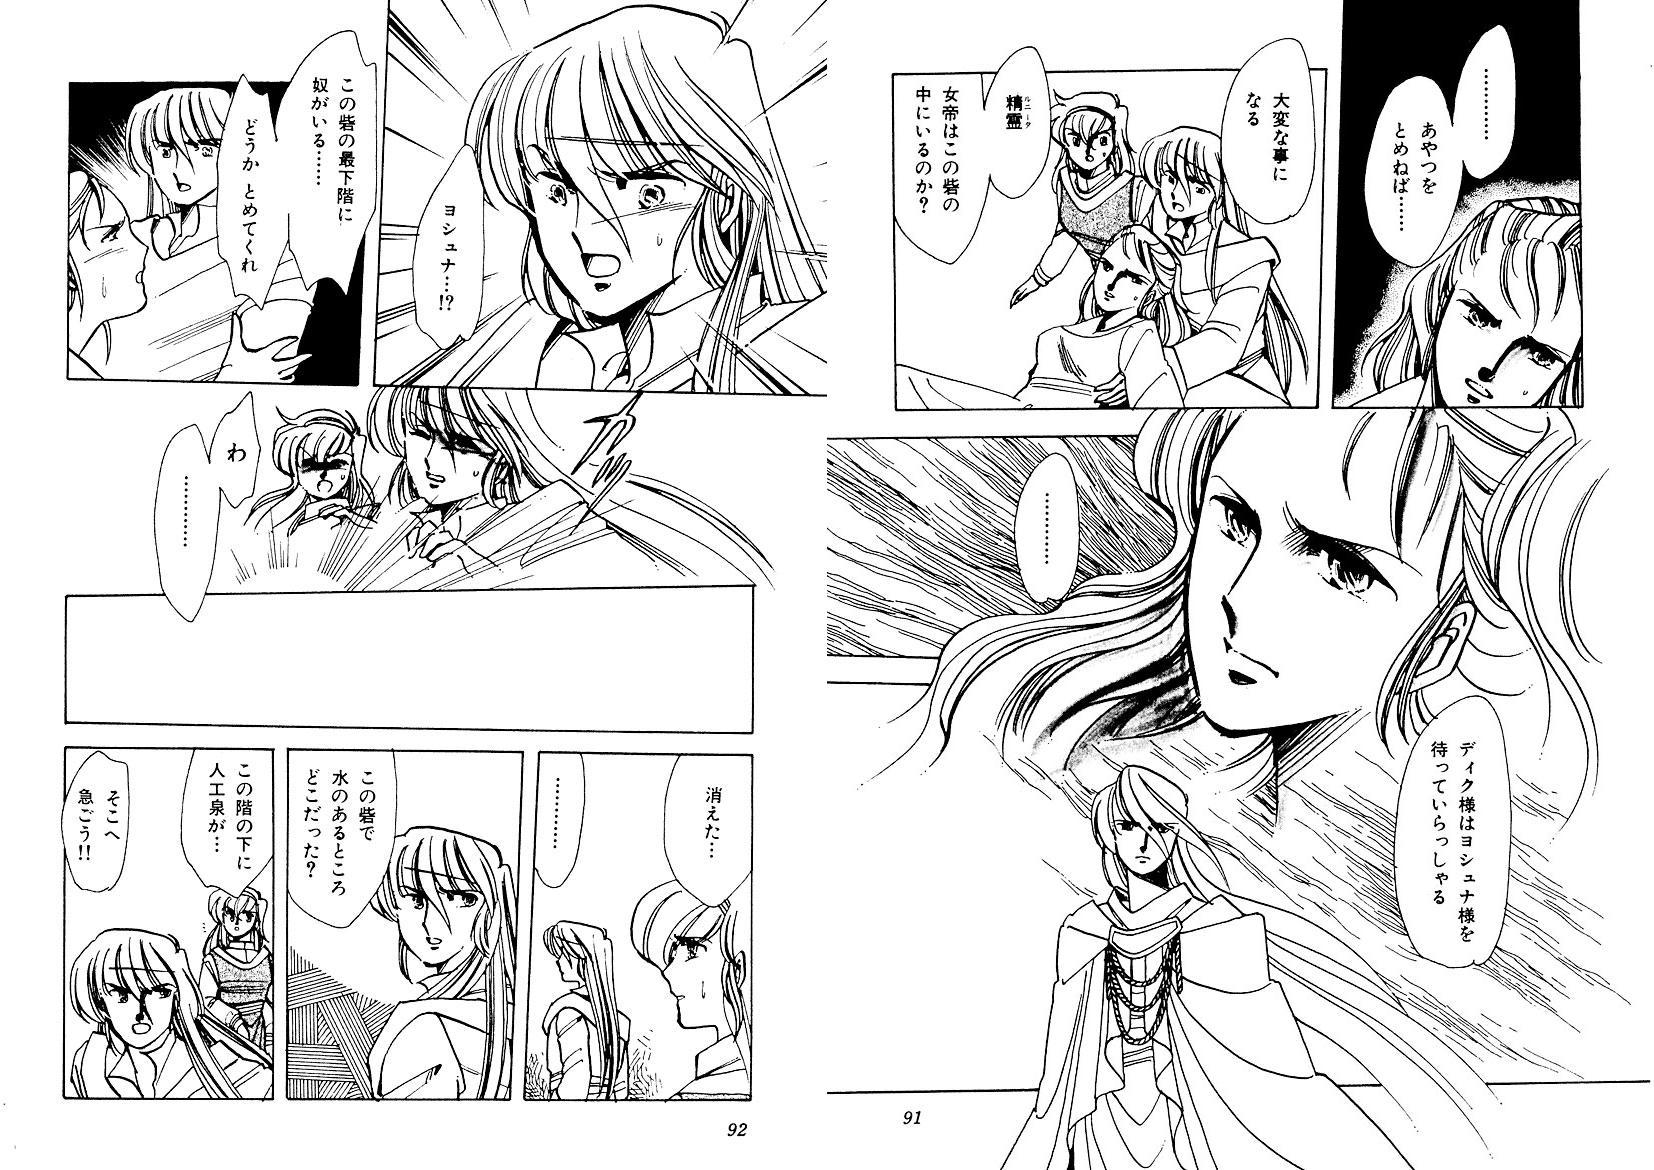 …………
あやつを
とめねば……
大変な事に
なる
精霊
ルニーク
女帝はこの砦の
中にいるのか？
…………
ディク様はヨシュナ様を
待っていらっしゃる
91
ヨシュナ…!?
この砦の最下階に
奴がいる……
どうか とめてくれ
わ
…………
消えた…
…………
この砦で
水のあるところ
どこだった？
この階の下に
人工泉が…
そこへ
急ごう!!
92